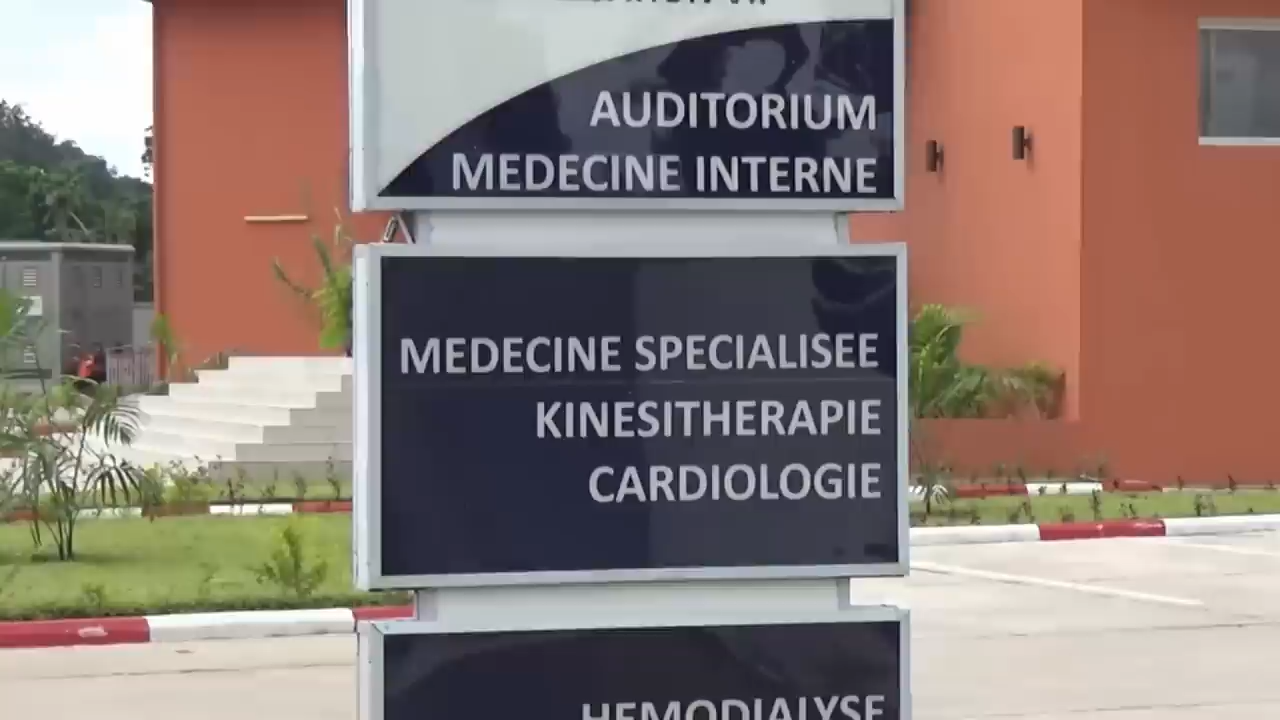 AUDITORIUM
MEDECINE INTERNE
MEDECINE SPECIALISEE
KINESITHERAPIE
CARDIOLOGIE
HEMODIALYSE